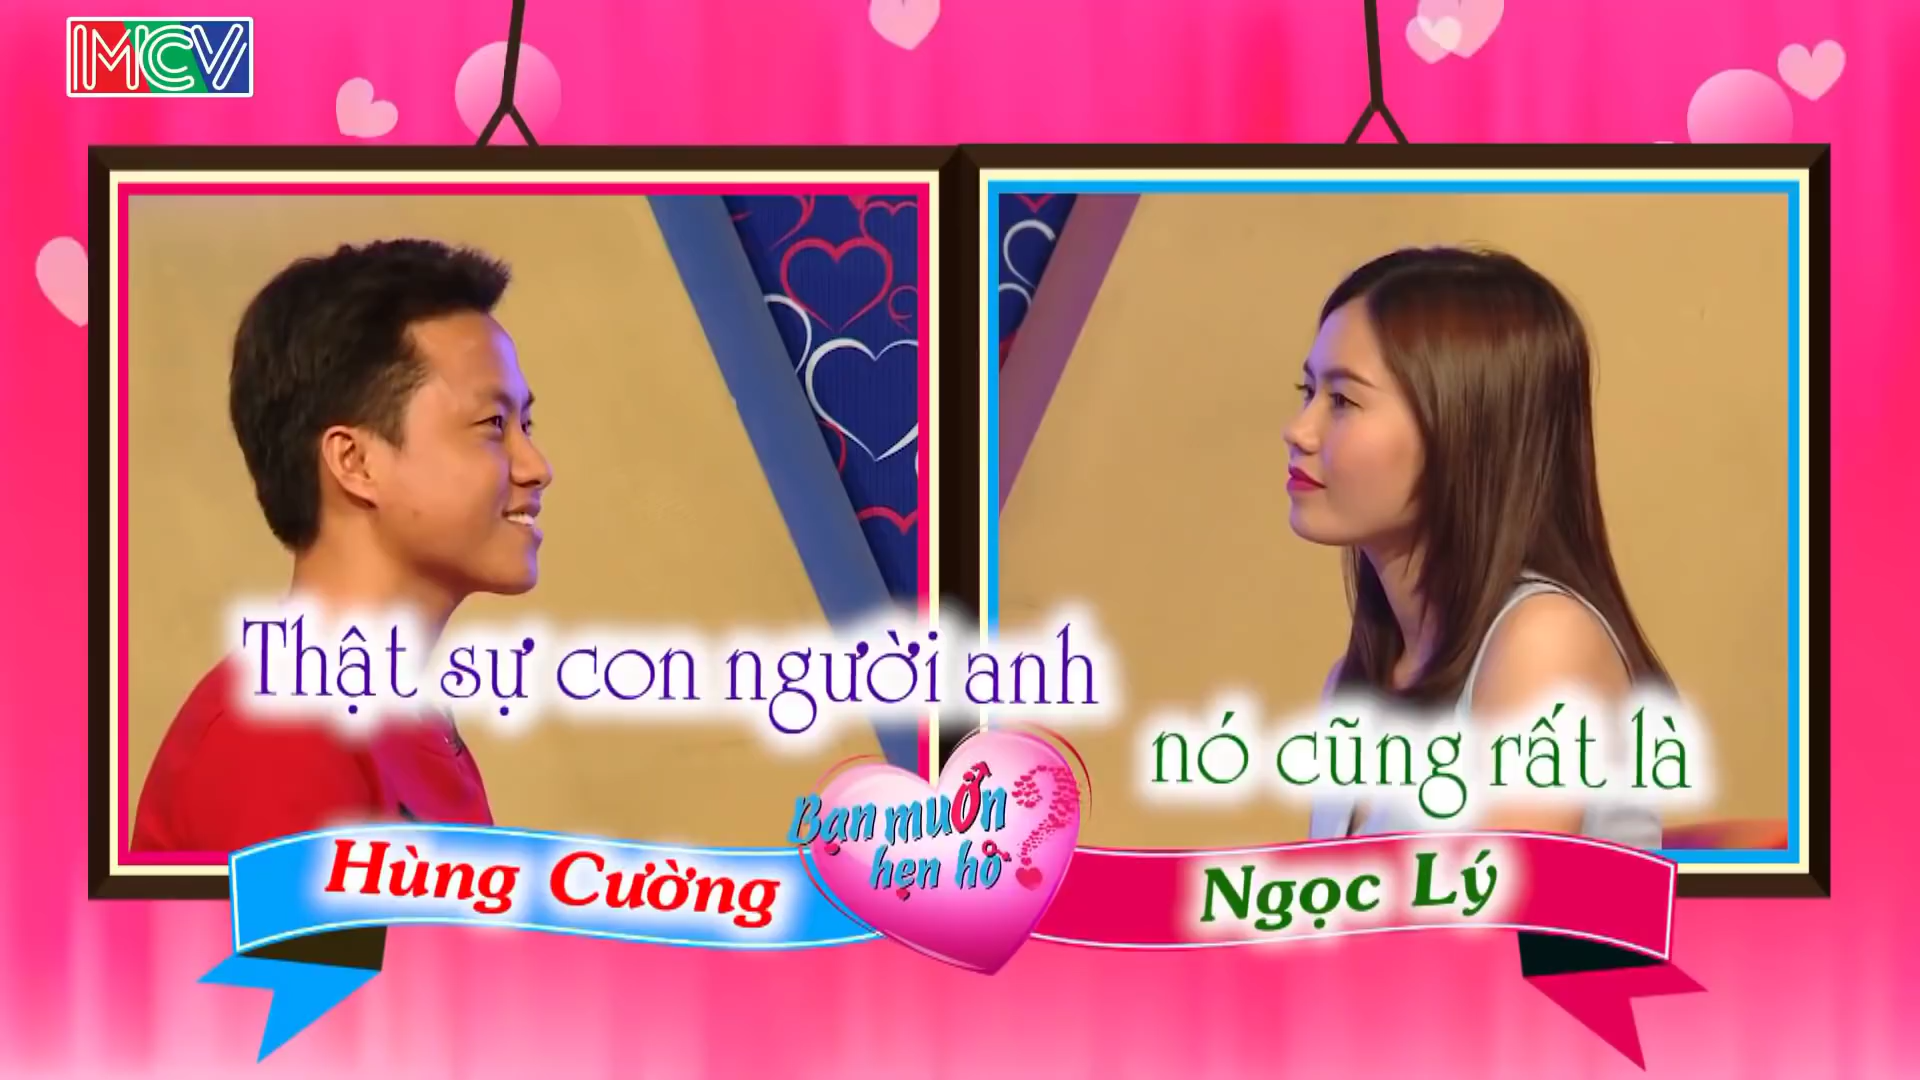 MCV
Thật sự con người anh
nó cũng rất là
Bạn muốn
hẹn hò
Hùng Cường
Ngọc Lý